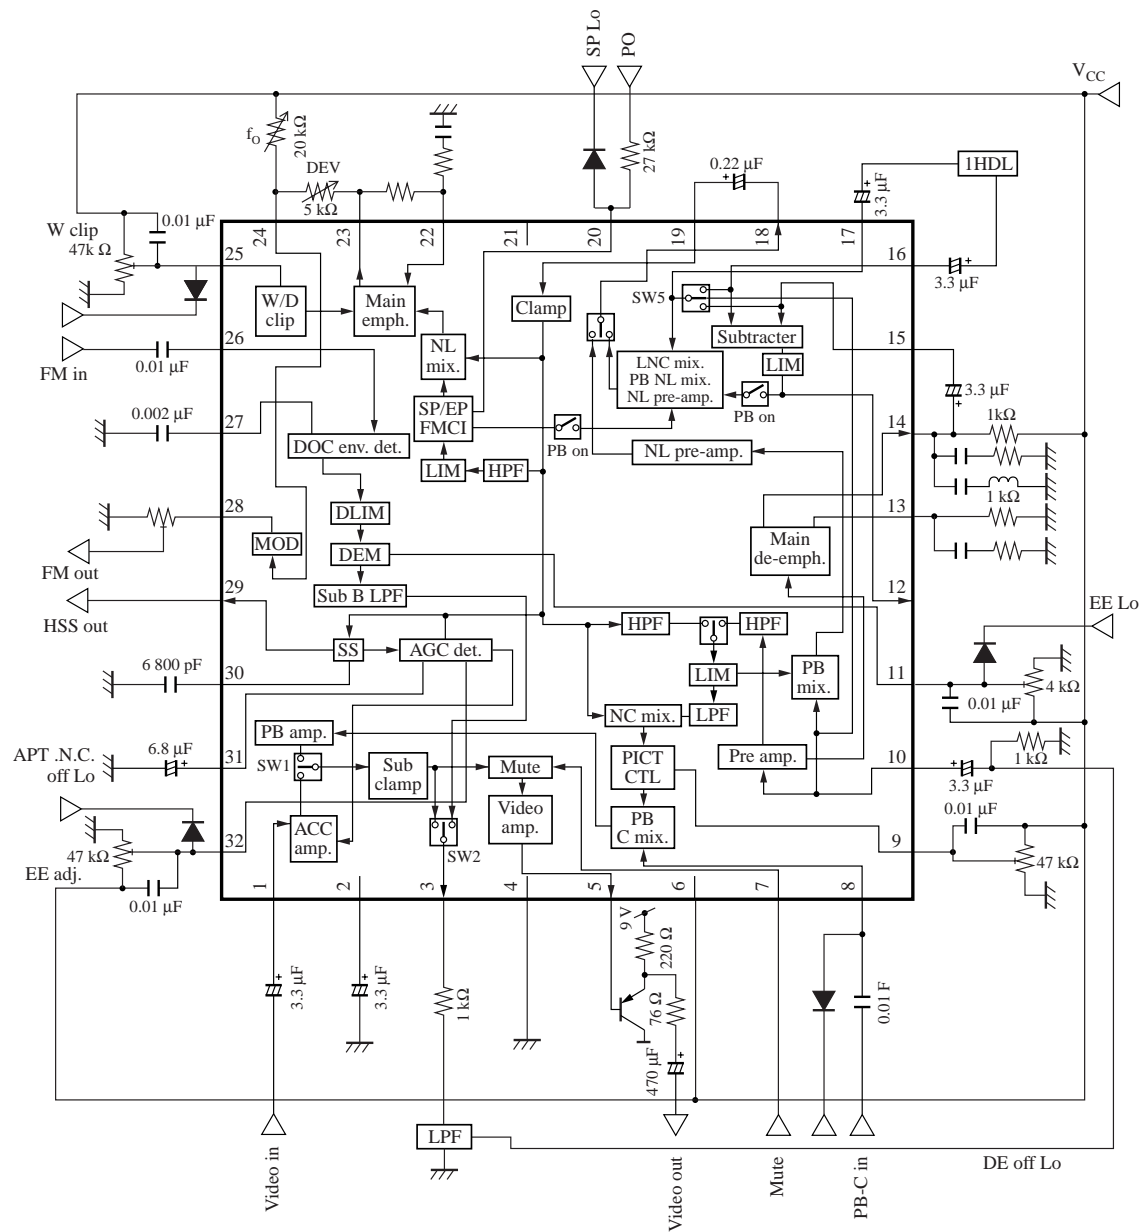 SP Lo
PO
VCC
fO
20 kΩ
DEV
5 kΩ
27 kΩ
0.22 µF
+
3.3 µF
+
1HDL
3.3 µF
+
W clip
47k Ω
0.01 µF
24
23
22
21
20
19
18
17
25
16
W/D
clip
Main
emph.
NL
mix.
Clamp
SW5
Subtracter
LIM
FM in
0.01 µF
26
15
3.3 µF
+
LNC mix.
PB NL mix.
NL pre-amp.
PB on
SP/EP
FMCI
PB on
0.002 µF
27
14
1kΩ
DOC env. det.
LIM
HPF
NL pre-amp.
28
13
1 kΩ
DLIM
MOD
DEM
Main
de-emph.
FM out
29
Sub B LPF
12
HSS out
EE Lo
HPF
HPF
SS
AGC det.
6 800 pF
30
LIM
PB
mix.
11
4 kΩ
0.01 µF
NC mix.
LPF
PB amp.
APT .N.C.
off Lo
6.8 µF
+
31
SW1
Sub
clamp
Mute
PICT
CTL
Pre amp.
10
1 kΩ
+
3.3 µF
Video
amp.
PB
C mix.
0.01 µF
47 kΩ
EE adj.
0.01 µF
32
ACC
amp.
SW2
9
47 kΩ
1
2
3
4
5
6
7
8
+
3.3 µF
+
3.3 µF
1 kΩ
9 V
220 Ω
76 Ω
470 µF
+
0.01 F
LPF
Video in
Video out
Mute
PB-C in
DE off Lo